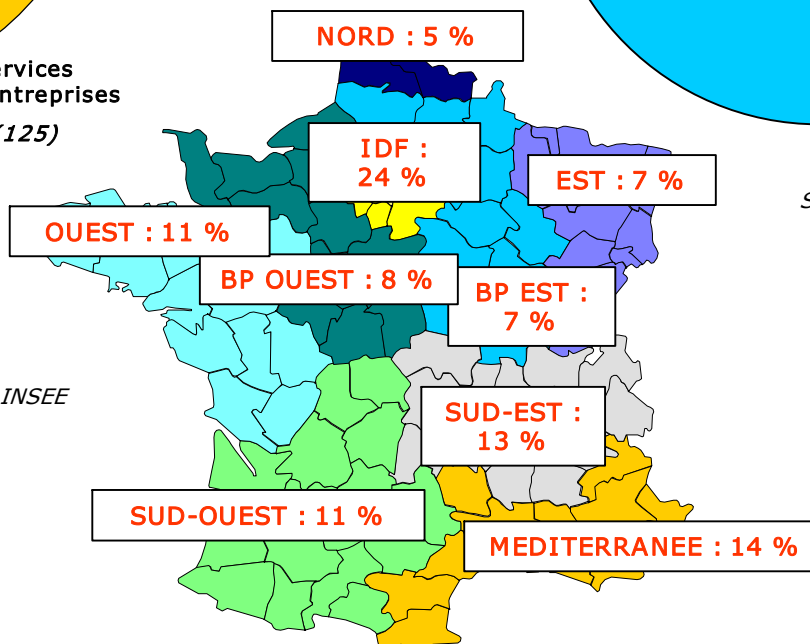 NORD : 5 %
ervices
ntreprises
(125)
IDF :
24 %
EST : 7 %
OUEST : 11 %
BP OUEST : 8 %
BP EST :
7 %
INSEE
SUD-EST :
13 %
SUD-OUEST : 11 %
MEDITERRANEE : 14 %